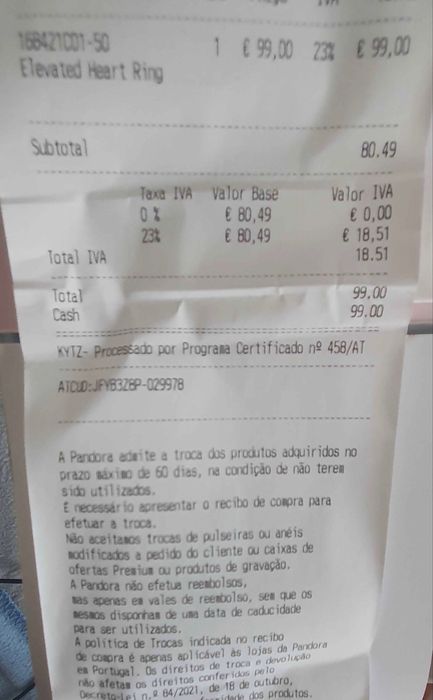 168421C01-50 1 € 99,00 23% € 99,00
Elevated Heart Ring
Subtotal 80.49
Taxa IVA Valor Base Valor IVA
0 % € 80,49 € 0,00
23% € 80,49 € 18,51
Total IVA 18.51
Total 99.00
Cash 99.00
KYTZ- Processado por Programa Certificado nº 458/AT
ATCUD:JFYB3Z8P-029978
A Pandora admite a troca dos produtos adquiridos no
prazo máximo de 60 dias, na condição de não terem
sido utilizados.
É necessário apresentar o recibo de compra para
efetuar a troca.
Não aceitamos trocas de pulseiras ou anéis
modificados a pedido do cliente ou caixas de
ofertas Premium ou produtos de gravação.
A Pandora não efetua reembolsos,
mas apenas em vales de reembolso, sem que os
mesmos disponham de uma data de caducidade
para ser utilizados.
A política de Trocas indicada no recibo
de compra é apenas aplicável às lojas da Pandora
em Portugal. Os direitos de troca e devolução
não afetam os direitos conferidos pelo
Decreto-Lei n.º 84/2021, de 18 de outubro,
dos produtos.